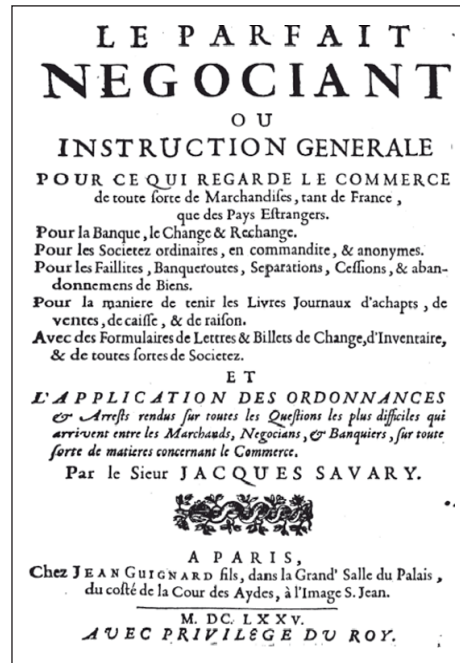 LE PARFAIT
NEGOCIANT
OU
INSTRUCTION GENERALE
POUR CE QUI REGARDE LE COMMERCE
de toute ſorte de Marchandiſes, tant de France,
que des Pays Eſtrangers.
Pour la Banque, le Change & Rechange.
Pour les Societez ordinaires, en commandite, & anonymes.
Pour les Faillites, Banqueroutes, Separations, Ceſſions, & aban-
donnemens de Biens.
Pour la maniere de tenir les Livres Journaux d'achapts, de
ventes, de caiſſe, & de raiſon.
Avec des Formulaires de Lettres & Billets de Change, d'Inventaire,
& de toutes ſortes de Societez.
ET
L'APPLICATION DES ORDONNANCES
& Arreſts rendus ſur toutes les Queſtions les plus difficiles qui
arrivent entre les Marchands, Negocians, & Banquiers, ſur toute
ſorte de matieres concernant le Commerce.
Par le Sieur JACQUES SAVARY.
A PARIS,
Chez JEAN GUIGNARD fils, dans la Grand' Salle du Palais,
du coſté de la Cour des Aydes, à l'Image S. Jean.
M. DC. LXXV.
AVEC PRIVILEGE DV ROY.